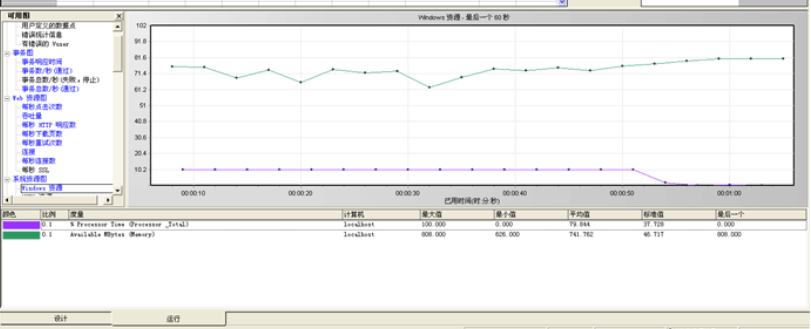 可用图
用户定义的数据点
错误统计信息
有错误的 Vuser
事务图
事务响应时间
事务数/秒(通过)
事务总数/秒(失败, 停止)
事务总数/秒(通过)
Web 资源图
每秒点击次数
吞吐量
每秒 HTTP 响应数
每秒下载页数
每秒重试次数
连接
每秒连接数
每秒 SSL
系统资源图
Windows 资源
Windows 资源 - 最后一个 60 秒
102
91.8
81.6
71.4
61.2
51
40.8
30.6
20.4
10.2
00:00:10 00:00:20 00:00:30 00:00:40 00:00:50 00:01:00
已用时间(时:分:秒)
颜色 比例 度量 计算机 最大值 最小值 平均值 标准值 最后一个
0.1 % Processor Time (Processor _Total) localhost 100.000 0.000 79.844 37.728 0.000
0.1 Available MBytes (Memory) localhost 808.000 626.000 741.762 46.717 808.000
设计 运行